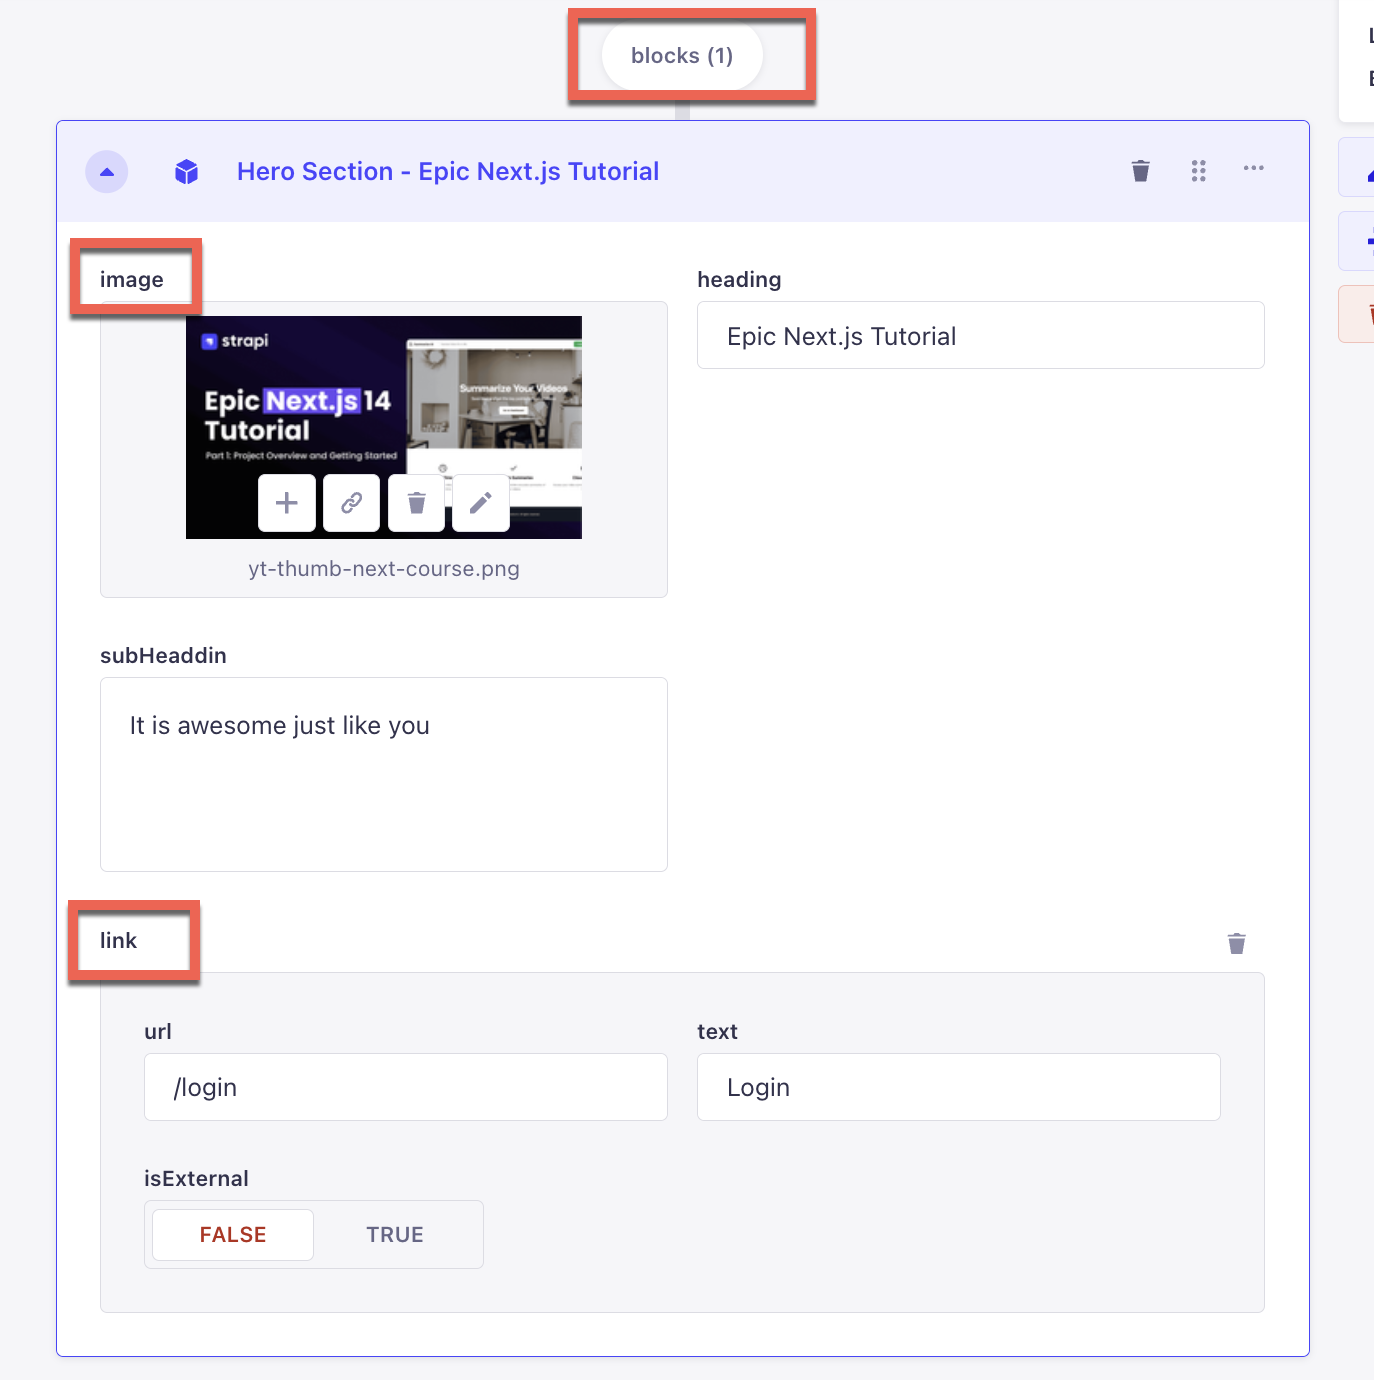 blocks (1)
Hero Section - Epic Next.js Tutorial
image
heading
strapi
Epic Next.js 14
Tutorial
Part 1: Project Overview and Getting Started
Summarize Your Videos
yt-thumb-next-course.png
Epic Next.js Tutorial
subHeaddin
It is awesome just like you
link
url
text
/login
Login
isExternal
FALSE
TRUE